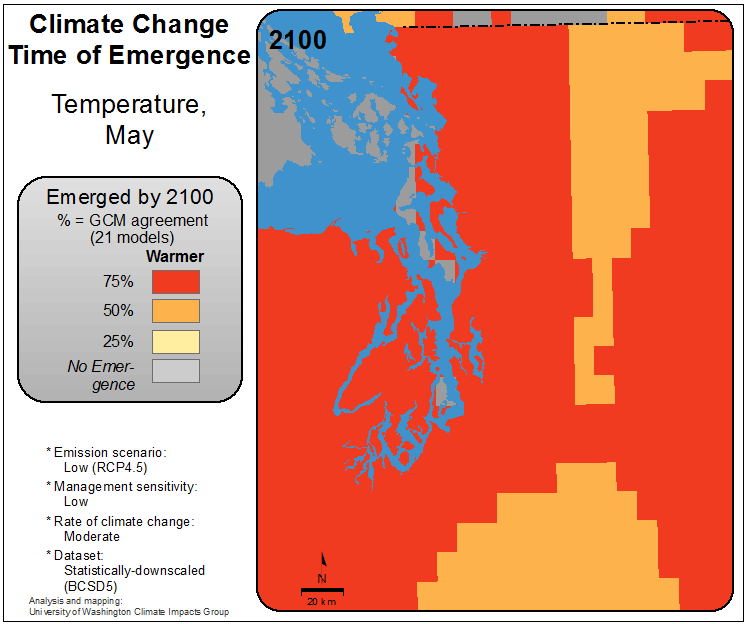 Climate Change
Time of Emergence
Temperature,
May
Emerged by 2100
% = GCM agreement
(21 models)
Warmer
75%
50%
25%
No Emer-
gence
* Emission scenario:
Low (RCP4.5)
* Management sensitivity:
Low
* Rate of climate change:
Moderate
* Dataset:
Statistically-downscaled
(BCSD5)
Analysis and mapping:
University of Washington Climate Impacts Group
2100
N
20 km